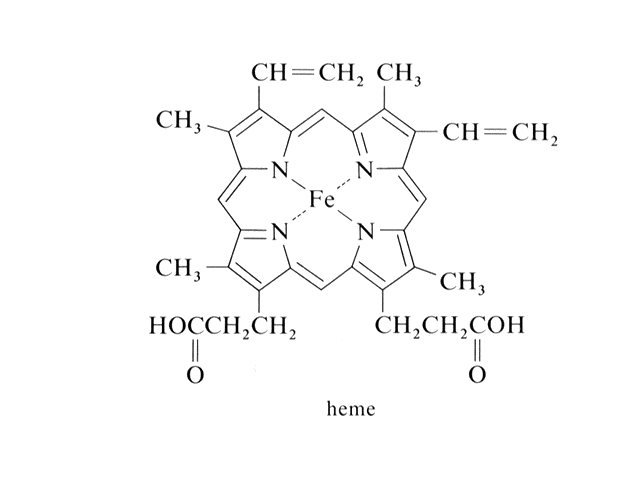 CH=CH₂ CH₃
CH₃
CH=CH₂
N N
Fe
N N
CH₃
CH₃
HOCCH₂CH₂ CH₂CH₂COH
O O
heme